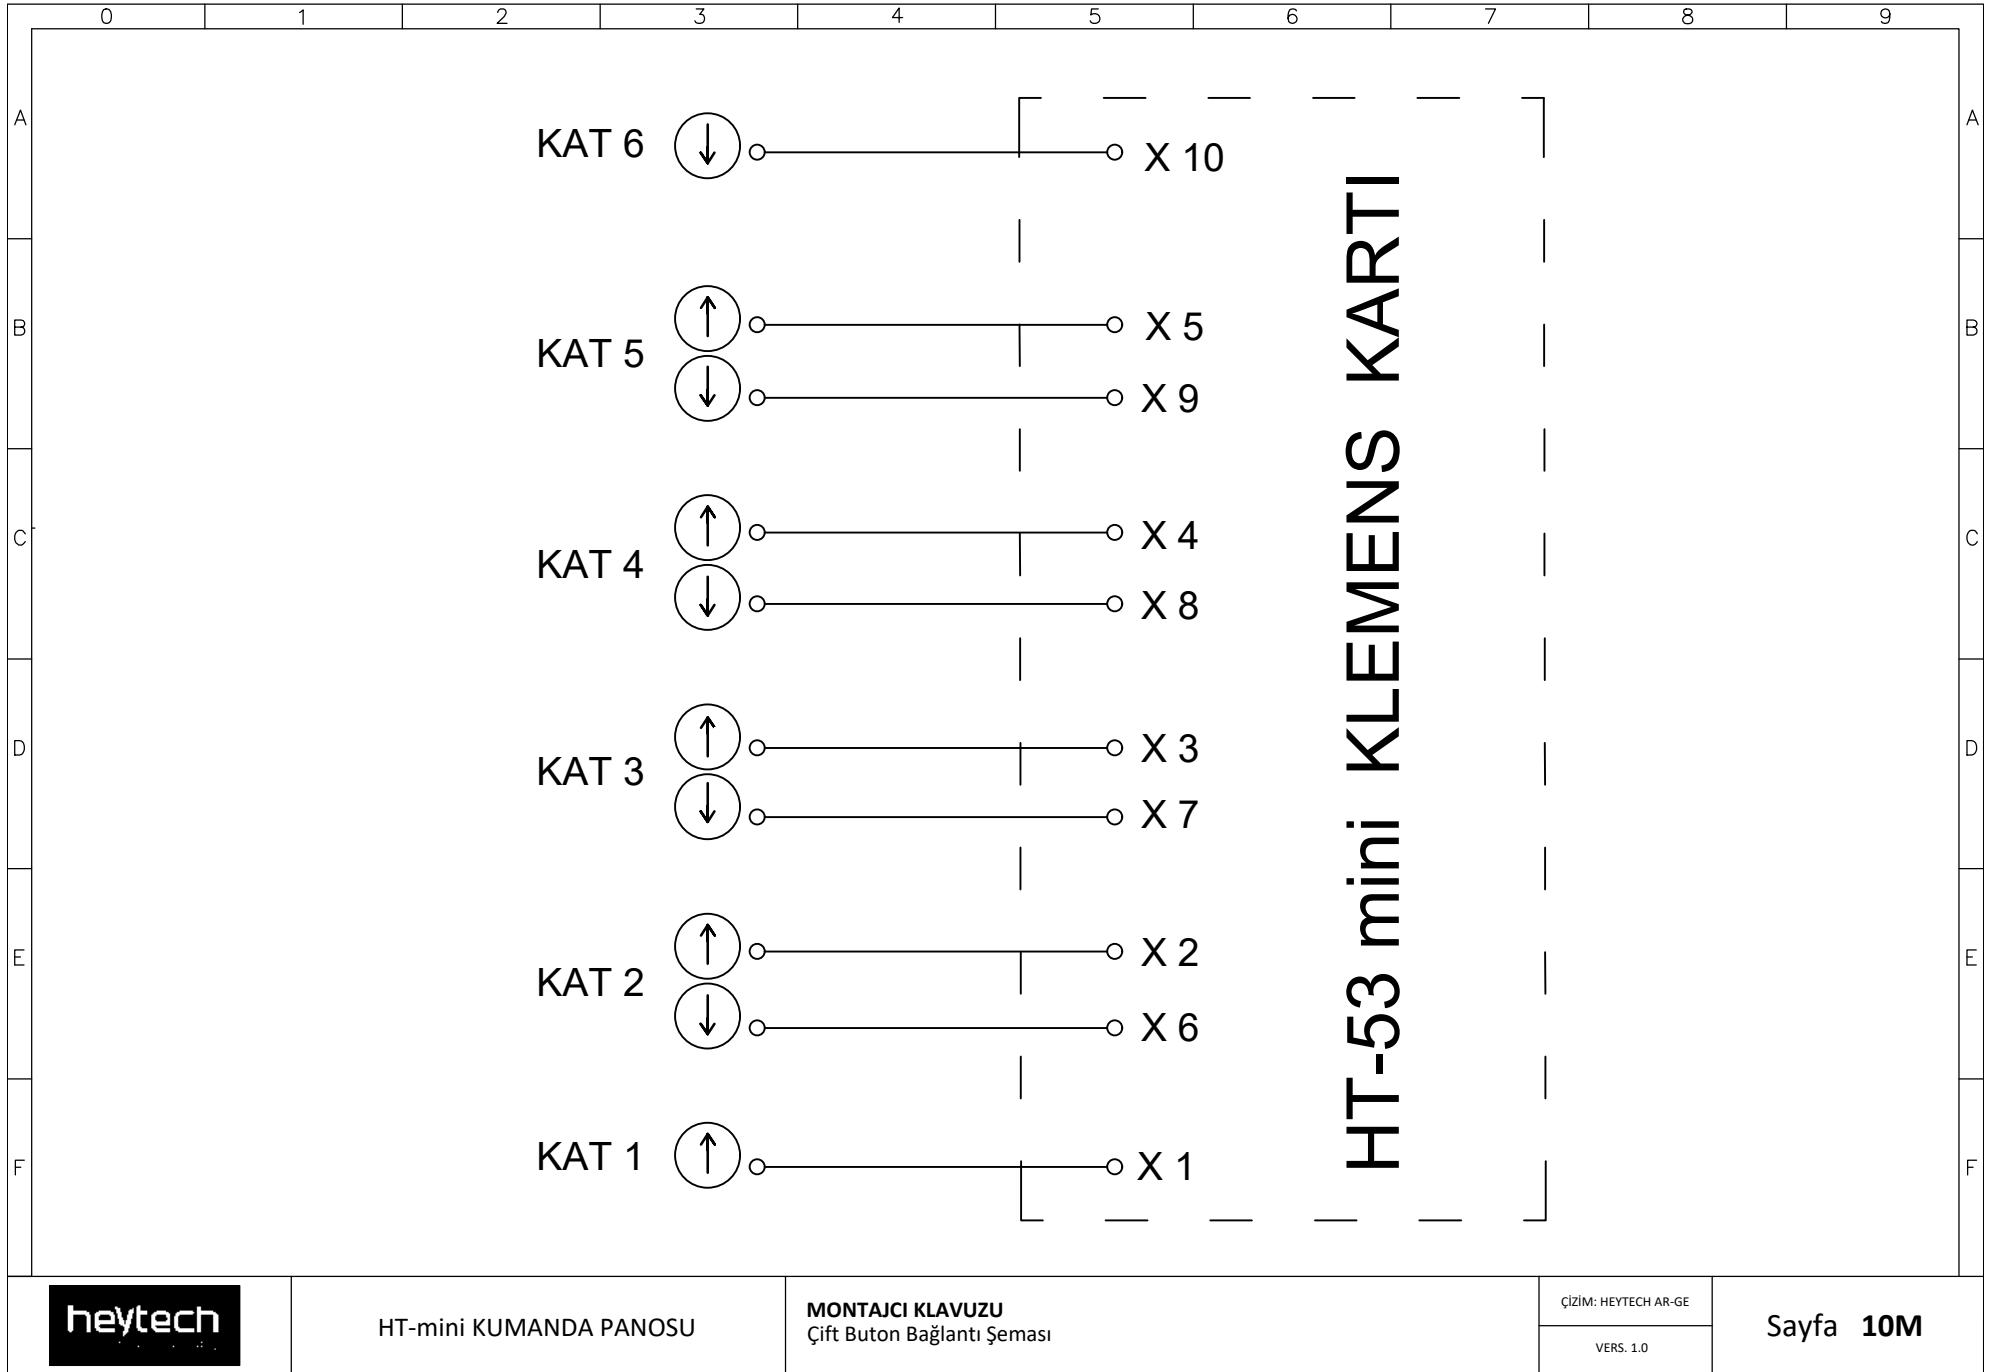 0 1 2 3 4 5 6 7 8 9
A A
KAT 6 X 10
B B
KAT 5 X 5
X 9
C C
KAT 4 X 4
X 8
D D
KAT 3 X 3
X 7
E E
KAT 2 X 2
X 6
F F
KAT 1 X 1
HT-53 mini KLEMENS KARTI
heytech
HT-mini KUMANDA PANOSU
MONTAJCI KLAVUZU
Çift Buton Bağlantı Şeması
ÇİZİM: HEYTECH AR-GE
VERS. 1.0
Sayfa 10M